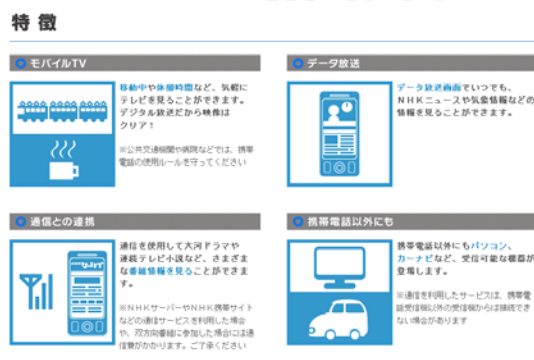 特徴
モバイルTV
移動中や休憩時間など、気軽に
テレビを見ることができます。
デジタル放送だから映像は
クリア！
※公共交通機関や病院などでは、携帯
電話の使用ルールを守ってください
データ放送
データ放送画面でいつでも、
NHKニュースや気象情報などの
情報を見ることができます。
通信との連携
通信を使用して大河ドラマや
連続テレビ小説など、さまざま
な番組情報を見ることができま
す。
※NHKサーバーやNHK携帯サイト
などの通信サービスを利用した場合
や、双方向番組に参加した場合には通
信費がかかります。ご了承ください
携帯電話以外にも
携帯電話以外にもパソコン、
カーナビなど、受信可能な機器が
登場します。
※通信を利用したサービスは、携帯電
話受信機以外の受信機からは接続でき
ない場合があります